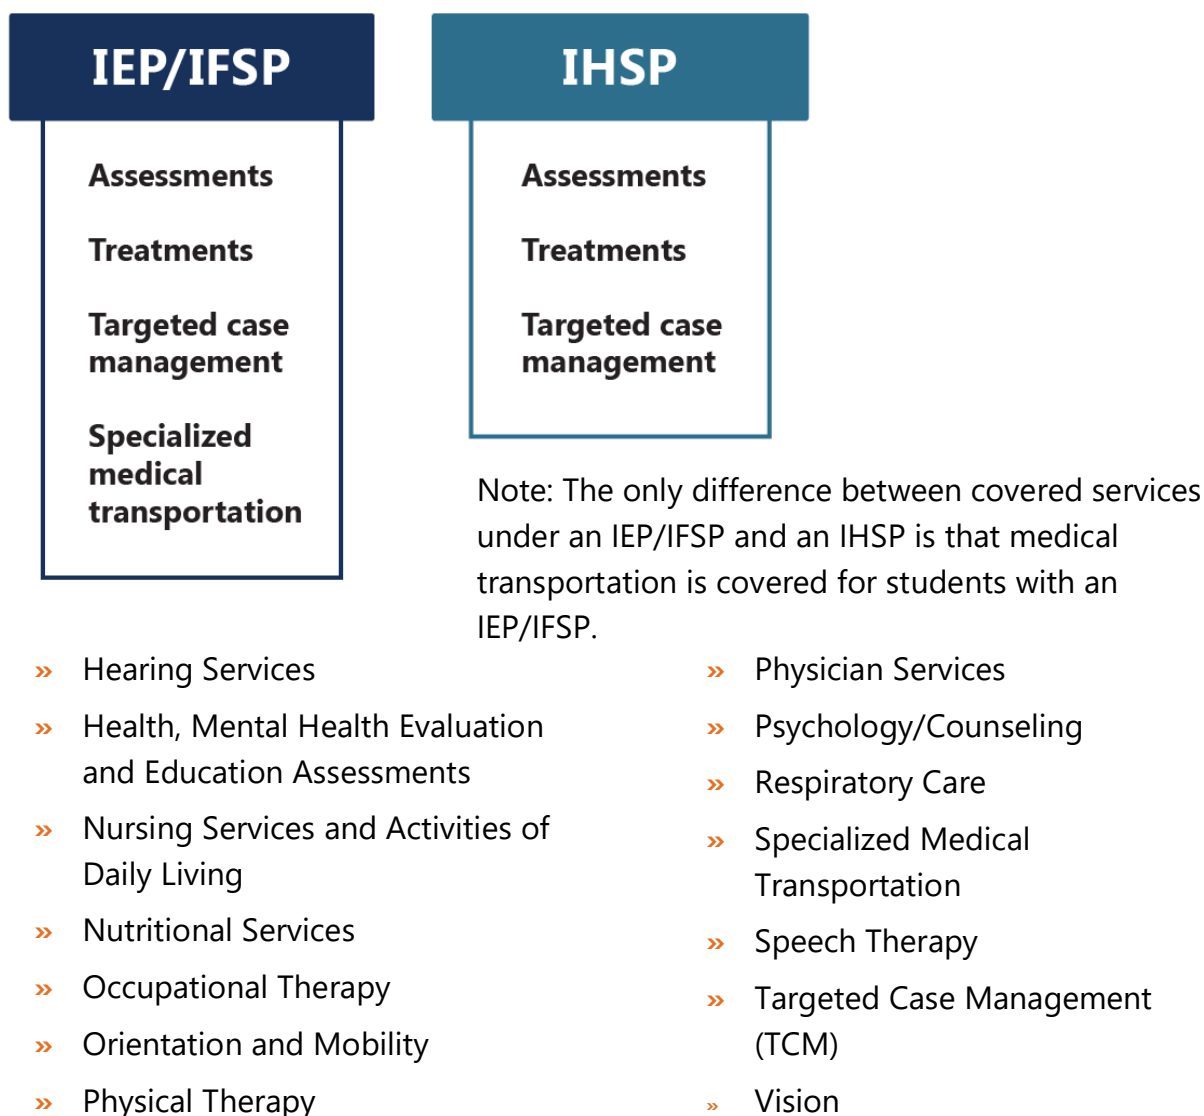 IEP/IFSP
Assessments
Treatments
Targeted case
management
Specialized
medical
transportation
IHSP
Assessments
Treatments
Targeted case
management
Note: The only difference between covered services
under an IEP/IFSP and an IHSP is that medical
transportation is covered for students with an
IEP/IFSP.
» Hearing Services
» Health, Mental Health Evaluation
and Education Assessments
» Nursing Services and Activities of
Daily Living
» Nutritional Services
» Occupational Therapy
» Orientation and Mobility
» Physical Therapy
» Physician Services
» Psychology/Counseling
» Respiratory Care
» Specialized Medical
Transportation
» Speech Therapy
» Targeted Case Management
(TCM)
» Vision